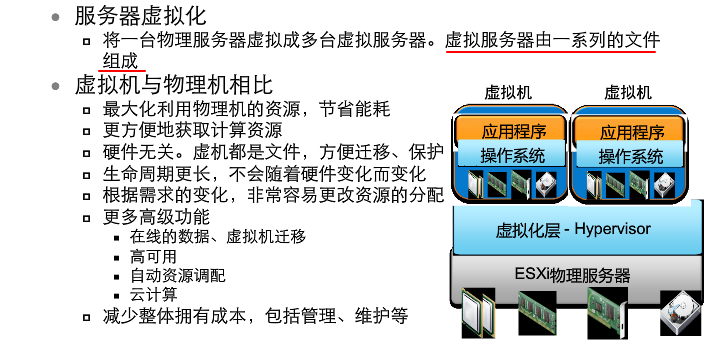 服务器虚拟化
将一台物理服务器虚拟成多台虚拟服务器。虚拟服务器由一系列的文件
组成
虚拟机与物理机相比
最大化利用物理机的资源，节省能耗
更方便地获取计算资源
硬件无关。虚机都是文件，方便迁移、保护
生命周期更长，不会随着硬件变化而变化
根据需求的变化，非常容易更改资源的分配
更多高级功能
在线的数据、虚拟机迁移
高可用
自动资源调配
云计算
减少整体拥有成本，包括管理、维护等
虚拟机 虚拟机
应用程序 应用程序
操作系统 操作系统
虚拟化层 - Hypervisor
ESXi物理服务器